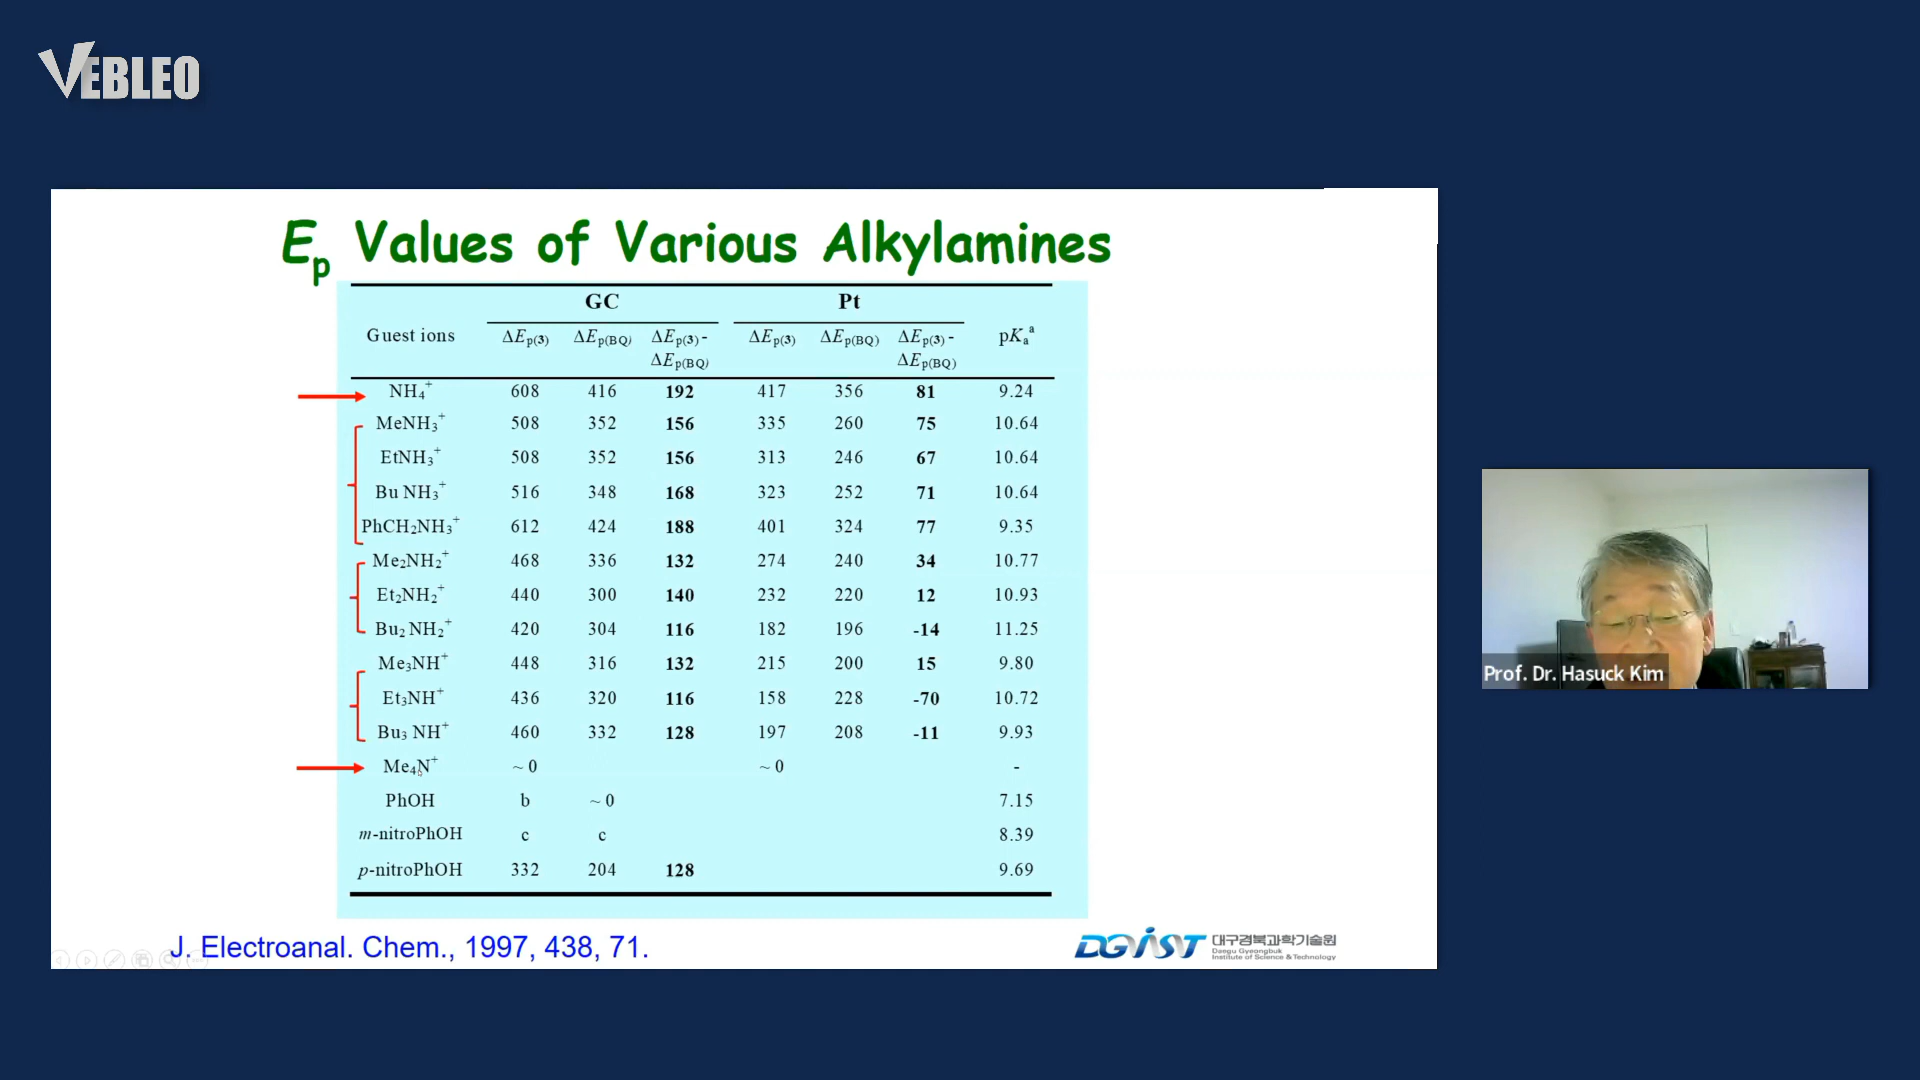 VEBLEO
Ep Values of Various Alkylamines
GC Pt
Guest ions ΔEp(3) ΔEp(BQ) ΔEp(3)- ΔEp(BQ) ΔEp(3) ΔEp(BQ) ΔEp(3)- ΔEp(BQ) pKaᵃ
NH₄⁺ 608 416 192 417 356 81 9.24
MeNH₃⁺ 508 352 156 335 260 75 10.64
EtNH₃⁺ 508 352 156 313 246 67 10.64
Bu NH₃⁺ 516 348 168 323 252 71 10.64
PhCH₂NH₃⁺ 612 424 188 401 324 77 9.35
Me₂NH₂⁺ 468 336 132 274 240 34 10.77
Et₂NH₂⁺ 440 300 140 232 220 12 10.93
Bu₂ NH₂⁺ 420 304 116 182 196 -14 11.25
Me₃NH⁺ 448 316 132 215 200 15 9.80
Et₃NH⁺ 436 320 116 158 228 -70 10.72
Bu₃ NH⁺ 460 332 128 197 208 -11 9.93
Me₄N⁺ ~ 0 ~ 0 -
PhOH b ~ 0 7.15
m-nitroPhOH c c 8.39
p-nitroPhOH 332 204 128 9.69
J. Electroanal. Chem., 1997, 438, 71.
DGIST 대구경북과학기술원
Daegu Gyeongbuk
Institute of Science & Technology
Prof. Dr. Hasuck Kim